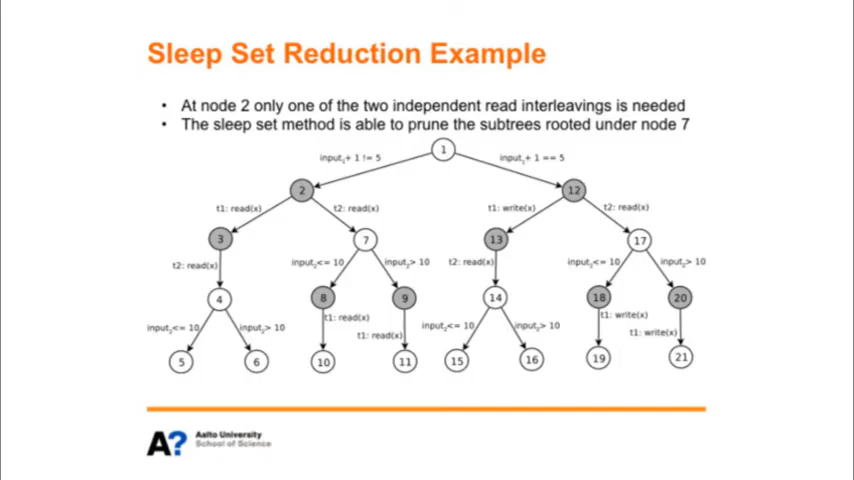 Sleep Set Reduction Example
• At node 2 only one of the two independent read interleavings is needed
• The sleep set method is able to prune the subtrees rooted under node 7
1
input₁+ 1 != 5
input₁+ 1 == 5
2
12
t1: read(x)
t2: read(x)
t1: write(x)
t2: read(x)
3
7
13
17
t2: read(x)
input₂<= 10
input₂> 10
t2: read(x)
input₂<= 10
input₂> 10
4
8
9
14
18
20
input₂<= 10
input₂> 10
t1: read(x)
t1: read(x)
input₂<= 10
input₂> 10
t1: write(x)
t1: write(x)
5
6
10
11
15
16
19
21
A?
Aalto University
School of Science